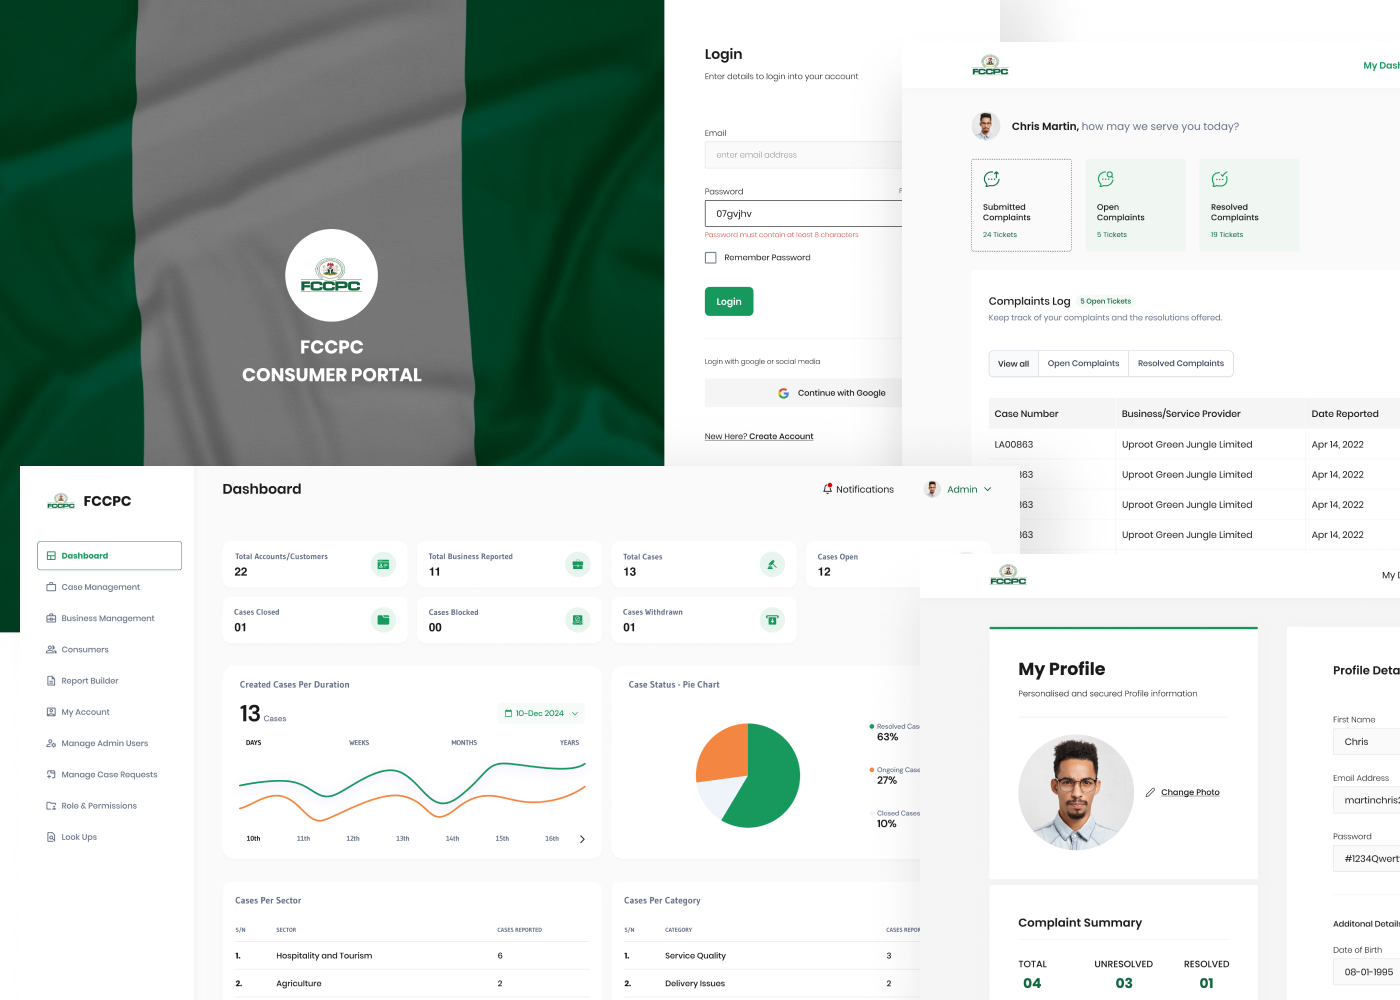 FCCPC
FCCPC
CONSUMER PORTAL
Login
Enter details to login into your account
Email
enter email address
Password
07gvjhv
Password must contain at least 8 characters
Remember Password
Login
Login with google or social media
Continue with Google
New Here? Create Account
FCCPC
My
Chris Martin, how may we serve you today?
Submitted
Complaints
24 Tickets
Open
Complaints
5 Tickets
Resolved
Complaints
19 Tickets
Complaints Log
5 Open Tickets
Keep track of your complaints and the resolutions offered.
View all
Open Complaints
Resolved Complaints
Case Number Business/Service Provider Date Reported
LA00863 Uproot Green Jungle Limited Apr 14, 2022
863 Uproot Green Jungle Limited Apr 14, 2022
863 Uproot Green Jungle Limited Apr 14, 2022
863 Uproot Green Jungle Limited Apr 14, 2022
FCCPC
FCCPC
Dashboard
Case Management
Business Management
Consumers
Report Builder
My Account
Manage Admin Users
Manage Case Requests
Role & Permissions
Look Ups
Dashboard
Notifications
Admin
Total Accounts/Customers
22
Total Business Reported
11
Total Cases
13
Cases Open
12
Cases Closed
01
Cases Blocked
00
Cases Withdrawn
01
Created Cases Per Duration
13 Cases
10-Dec 2024
DAYS WEEKS MONTHS YEARS
10th 11th 12th 13th 14th 15th 16th
Case Status - Pie Chart
Resolved Cas
63%
Ongoing Case
27%
Closed Cases
10%
Cases Per Sector
S/N SECTOR CASES REPORTED
1. Hospitality and Tourism 6
2. Agriculture 2
Cases Per Category
S/N CATEGORY CASES REPOR
1. Service Quality 3
2. Delivery Issues 2
FCCPC
My
My Profile
Personalised and secured Profile information
Change Photo
Complaint Summary
TOTAL UNRESOLVED RESOLVED
04 03 01
Profile Deta
First Name
Chris
Email Address
martinchris
Password
#1234Qwert
Additonal Details
Date of Birth
08-01-1995